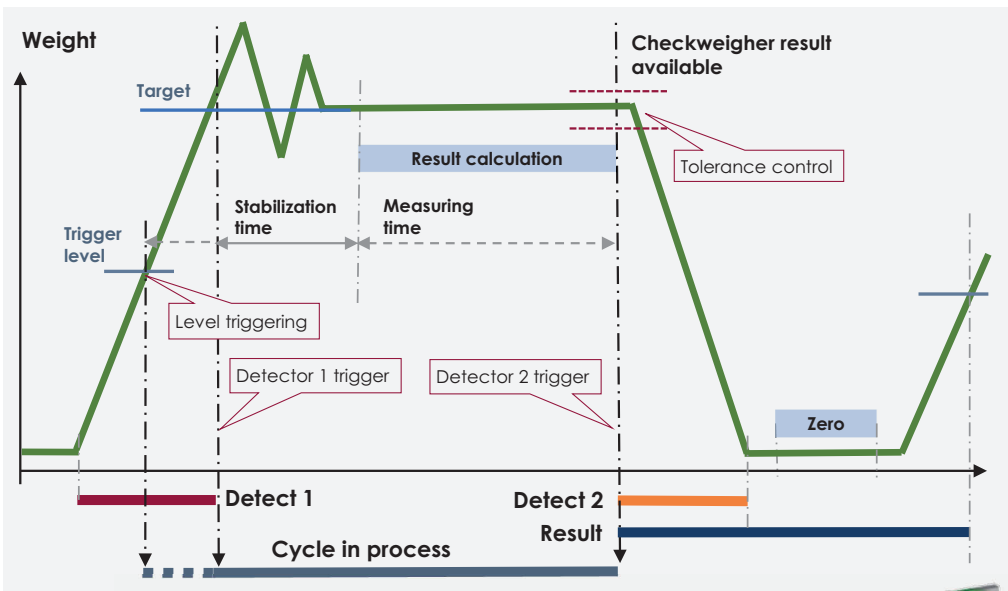 Weight
Checkweigher result
available
Target
Result calculation
Tolerance control
Stabilization
time
Measuring
time
Trigger
level
Level triggering
Detector 1 trigger
Detector 2 trigger
Zero
Detect 1
Detect 2
Result
Cycle in process